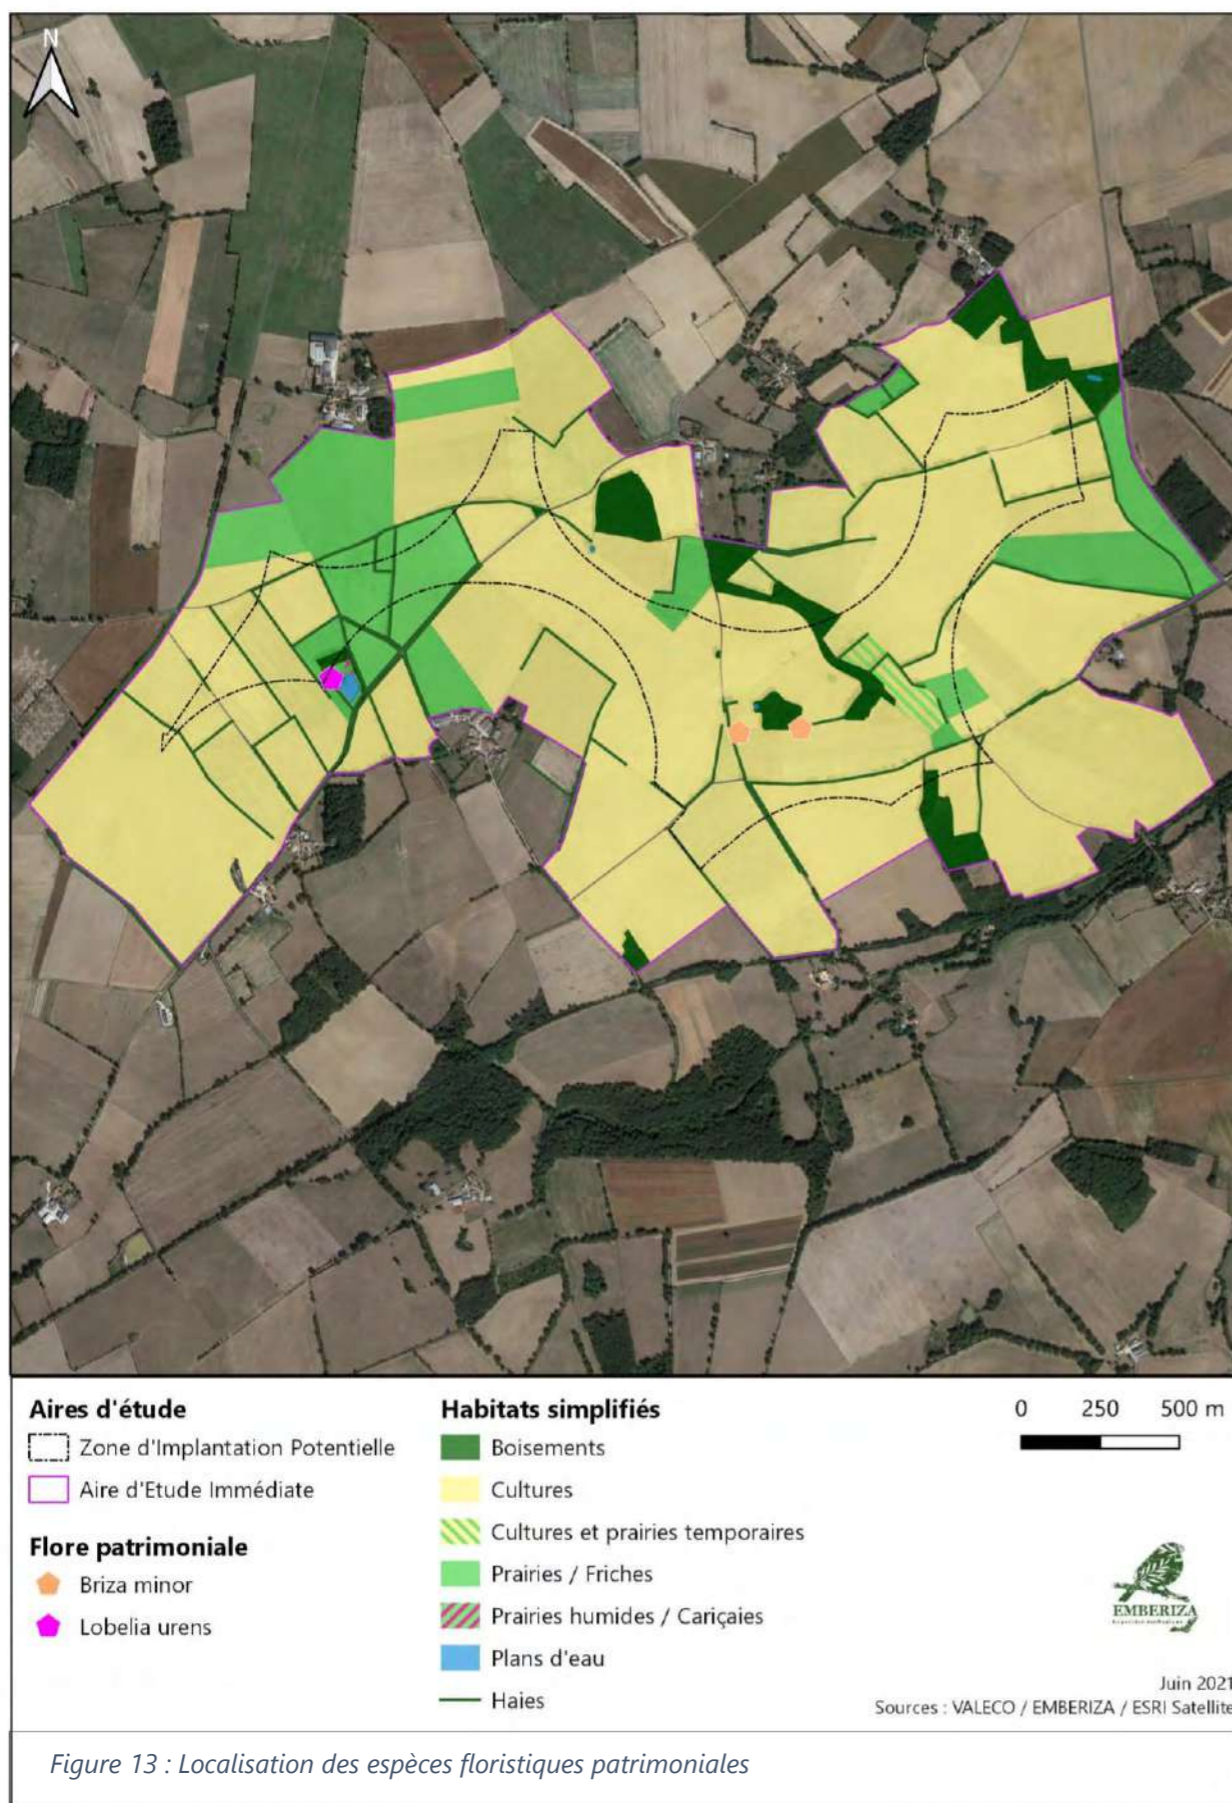 N
Aires d'étude
Zone d'Implantation Potentielle
Aire d'Etude Immédiate
Flore patrimoniale
Briza minor
Lobelia urens
Habitats simplifiés
Boisements
Cultures
Cultures et prairies temporaires
Prairies / Friches
Prairies humides / Cariçaies
Plans d'eau
Haies
0 250 500 m
EMBERIZA
Juin 2021
Sources : VALECO / EMBERIZA / ESRI Satellite
Figure 13 : Localisation des espèces floristiques patrimoniales